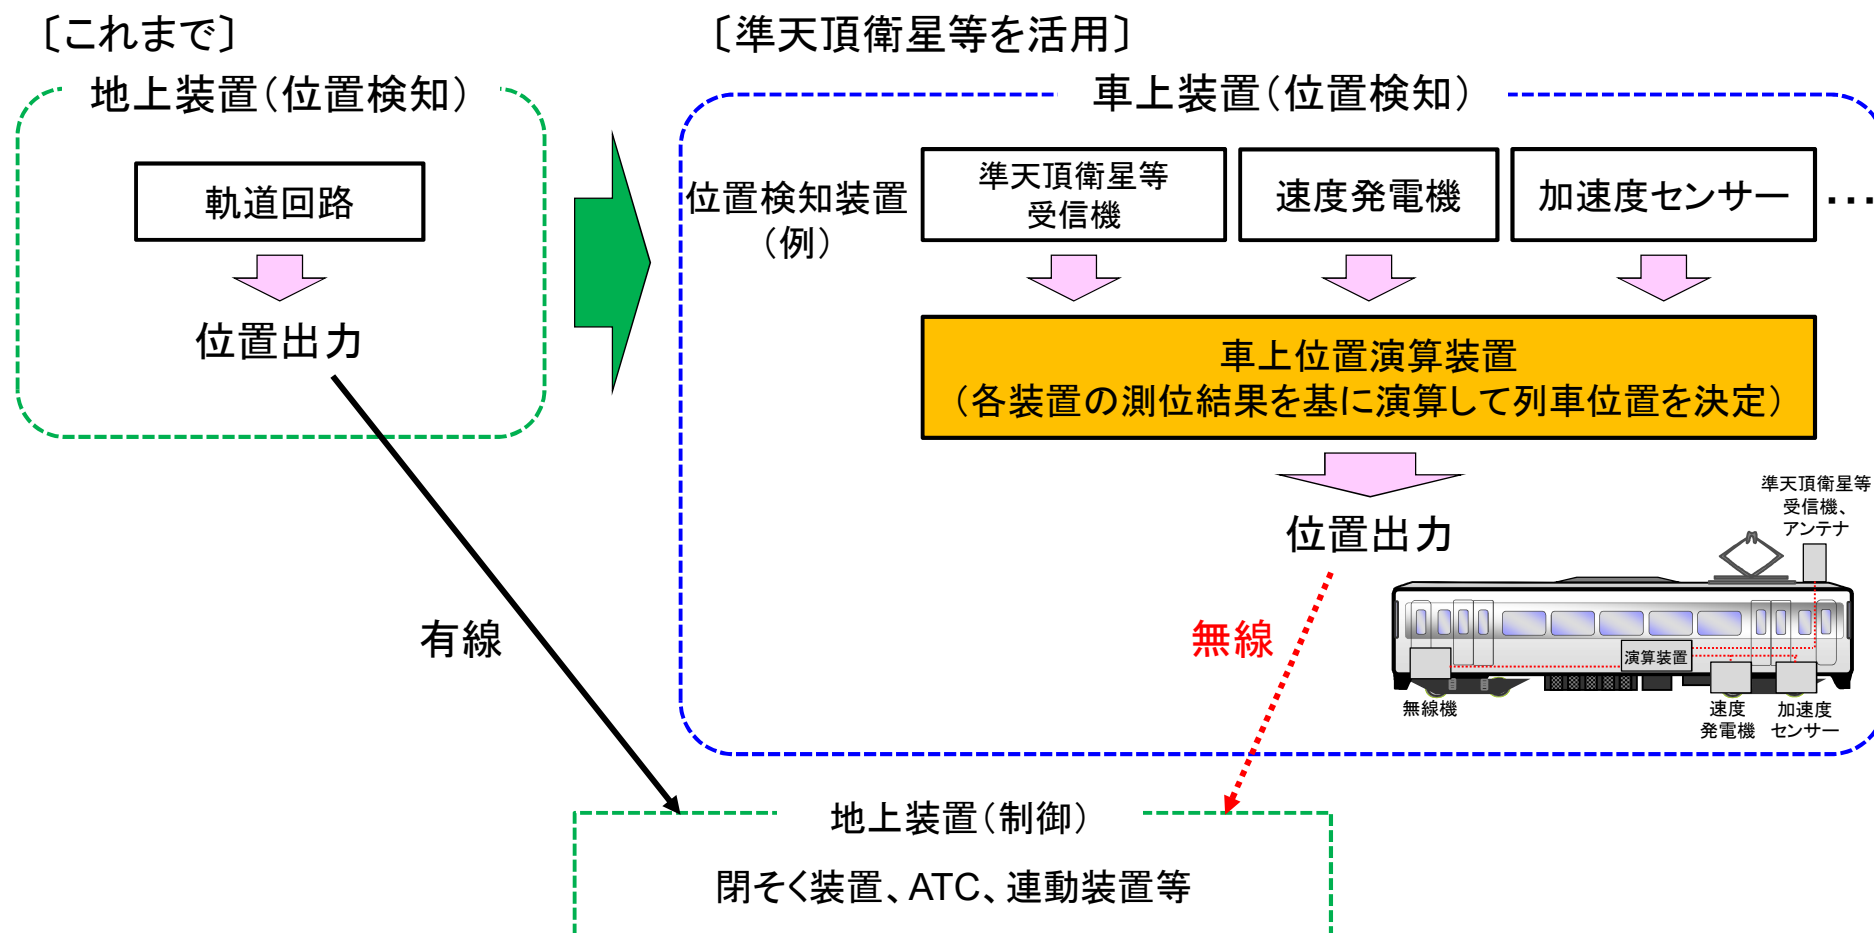 〔これまで〕
地上装置（位置検知）
軌道回路
位置出力
有線
〔準天頂衛星等を活用〕
車上装置（位置検知）
位置検知装置
（例）
準天頂衛星等
受信機
速度発電機
加速度センサー
･･･
車上位置演算装置
（各装置の測位結果を基に演算して列車位置を決定）
位置出力
無線
準天頂衛星等
受信機、
アンテナ
演算装置
無線機
速度
発電機
加速度
センサー
地上装置（制御）
閉そく装置、ATC、連動装置等